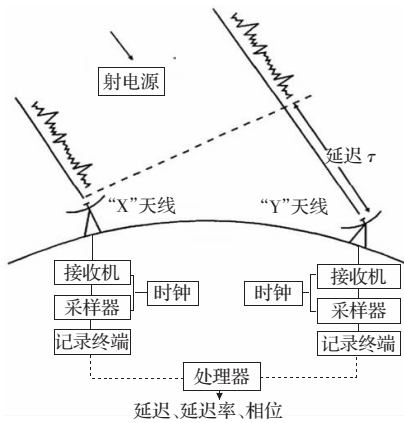 射电源
延迟 τ
“X”天线
“Y”天线
接收机
时钟
采样器
记录终端
接收机
时钟
采样器
记录终端
处理器
延迟、延迟率、相位